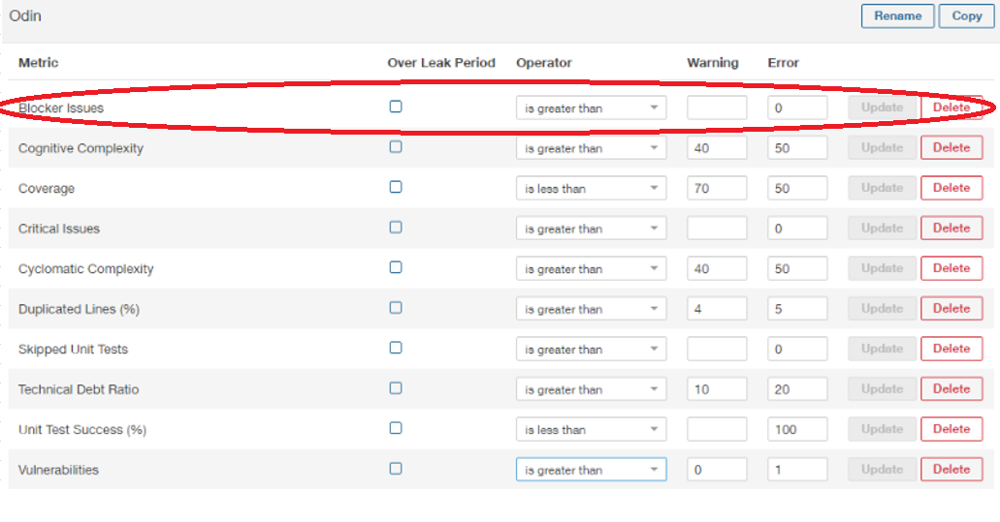 Odin Rename Copy
Metric Over Leak Period Operator Warning Error
Blocker Issues is greater than 0 Update Delete
Cognitive Complexity is greater than 40 50 Update Delete
Coverage is less than 70 50 Update Delete
Critical Issues is greater than 0 Update Delete
Cyclomatic Complexity is greater than 40 50 Update Delete
Duplicated Lines (%) is greater than 4 5 Update Delete
Skipped Unit Tests is greater than 0 Update Delete
Technical Debt Ratio is greater than 10 20 Update Delete
Unit Test Success (%) is less than 100 Update Delete
Vulnerabilities is greater than 0 1 Update Delete